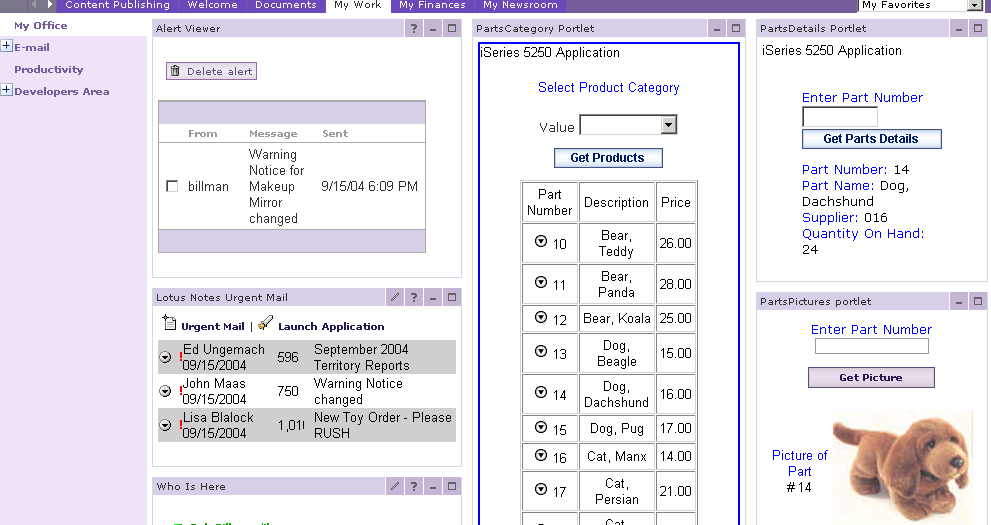 Content Publishing
Welcome
Documents
My Work
My Finances
My Newsroom
My Favorites
My Office
E-mail
Productivity
Developers Area
Alert Viewer
Delete alert
From Message Sent
billman
Warning
Notice for
Makeup
Mirror
changed
9/15/04 6:09 PM
Lotus Notes Urgent Mail
Urgent Mail | Launch Application
Ed Ungemach
09/15/2004
596
September 2004
Territory Reports
John Maas
09/15/2004
750
Warning Notice
changed
Lisa Blalock
09/15/2004
New Toy Order - Please
RUSH
Who Is Here
PartsCategory Portlet
iSeries 5250 Application
Select Product Category
Value
Get Products
Part
Number
Description
Price
10
Bear,
Teddy
26.00
11
Bear,
Panda
28.00
12
Bear, Koala
25.00
13
Dog,
Beagle
15.00
14
Dog,
Dachshund
16.00
15
Dog, Pug
17.00
16
Cat, Manx
14.00
17
Cat,
Persian
21.00
Cat
PartsDetails Portlet
iSeries 5250 Application
Enter Part Number
Get Parts Details
Part Number: 14
Part Name: Dog,
Dachshund
Supplier: 016
Quantity On Hand:
24
PartsPictures portlet
Enter Part Number
Get Picture
Picture of
Part
#14